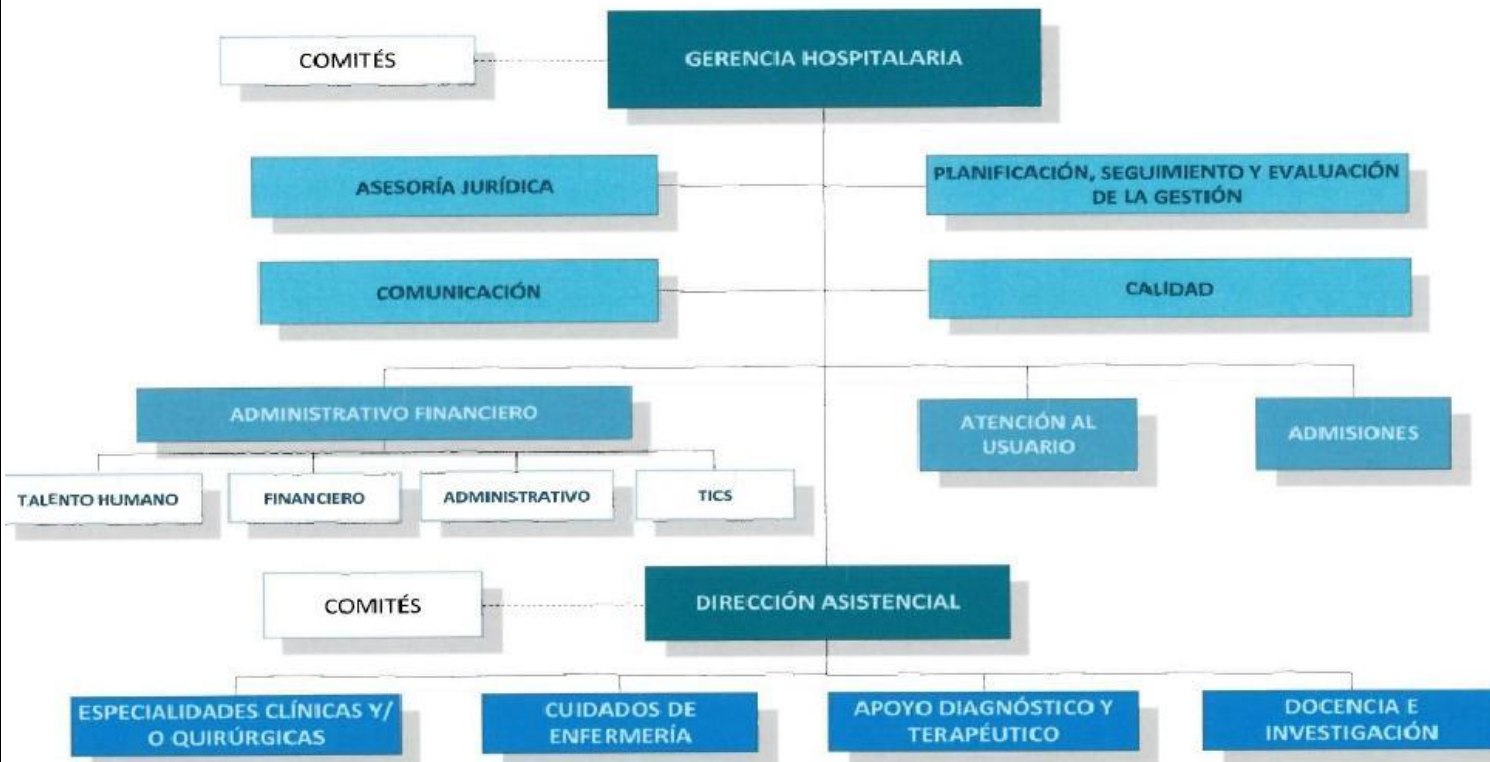 COMITÉS
GERENCIA HOSPITALARIA
ASESORÍA JURÍDICA
PLANIFICACIÓN, SEGUIMIENTO Y EVALUACIÓN
DE LA GESTIÓN
COMUNICACIÓN
CALIDAD
ADMINISTRATIVO FINANCIERO
ATENCIÓN AL
USUARIO
ADMISIONES
TALENTO HUMANO
FINANCIERO
ADMINISTRATIVO
TICS
COMITÉS
DIRECCIÓN ASISTENCIAL
ESPECIALIDADES CLÍNICAS Y/
O QUIRÚRGICAS
CUIDADOS DE
ENFERMERÍA
APOYO DIAGNÓSTICO Y
TERAPÉUTICO
DOCENCIA E
INVESTIGACIÓN